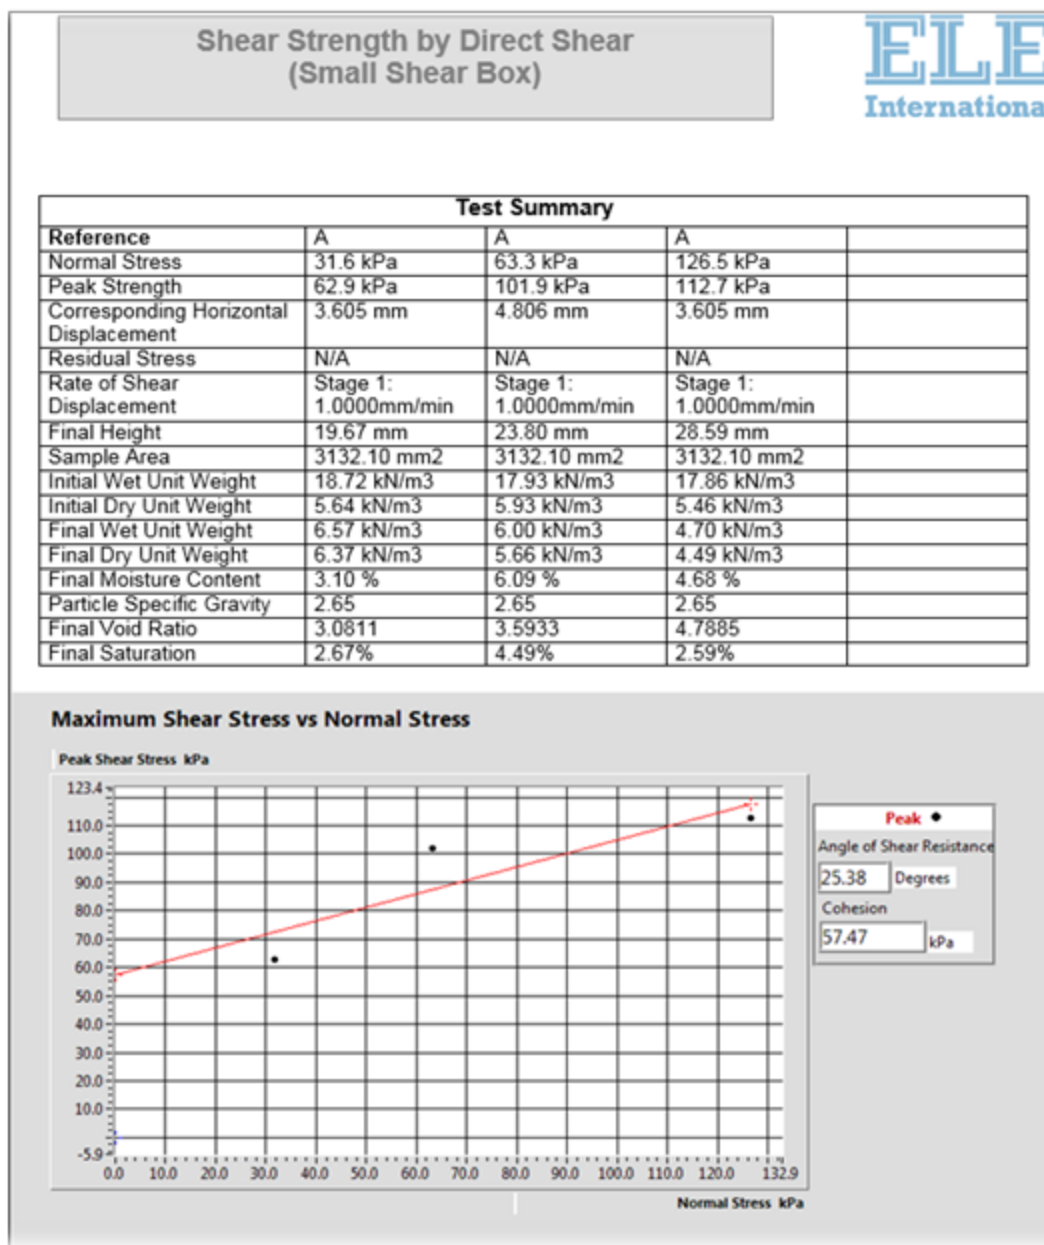 Shear Strength by Direct Shear
(Small Shear Box)
ELE
Internationa
Test Summary
Reference A A A
Normal Stress 31.6 kPa 63.3 kPa 126.5 kPa
Peak Strength 62.9 kPa 101.9 kPa 112.7 kPa
Corresponding Horizontal 3.605 mm 4.806 mm 3.605 mm
Displacement
Residual Stress N/A N/A N/A
Rate of Shear Stage 1: Stage 1: Stage 1:
Displacement 1.0000mm/min 1.0000mm/min 1.0000mm/min
Final Height 19.67 mm 23.80 mm 28.59 mm
Sample Area 3132.10 mm2 3132.10 mm2 3132.10 mm2
Initial Wet Unit Weight 18.72 kN/m3 17.93 kN/m3 17.86 kN/m3
Initial Dry Unit Weight 5.64 kN/m3 5.93 kN/m3 5.46 kN/m3
Final Wet Unit Weight 6.57 kN/m3 6.00 kN/m3 4.70 kN/m3
Final Dry Unit Weight 6.37 kN/m3 5.66 kN/m3 4.49 kN/m3
Final Moisture Content 3.10 % 6.09 % 4.68 %
Particle Specific Gravity 2.65 2.65 2.65
Final Void Ratio 3.0811 3.5933 4.7885
Final Saturation 2.67% 4.49% 2.59%
Maximum Shear Stress vs Normal Stress
Peak Shear Stress kPa
123.4
110.0
100.0
90.0
80.0
70.0
60.0
50.0
40.0
30.0
20.0
10.0
-5.9
0.0 10.0 20.0 30.0 40.0 50.0 60.0 70.0 80.0 90.0 100.0 110.0 120.0 132.9
Normal Stress kPa
Peak
Angle of Shear Resistance
25.38 Degrees
Cohesion
57.47 kPa